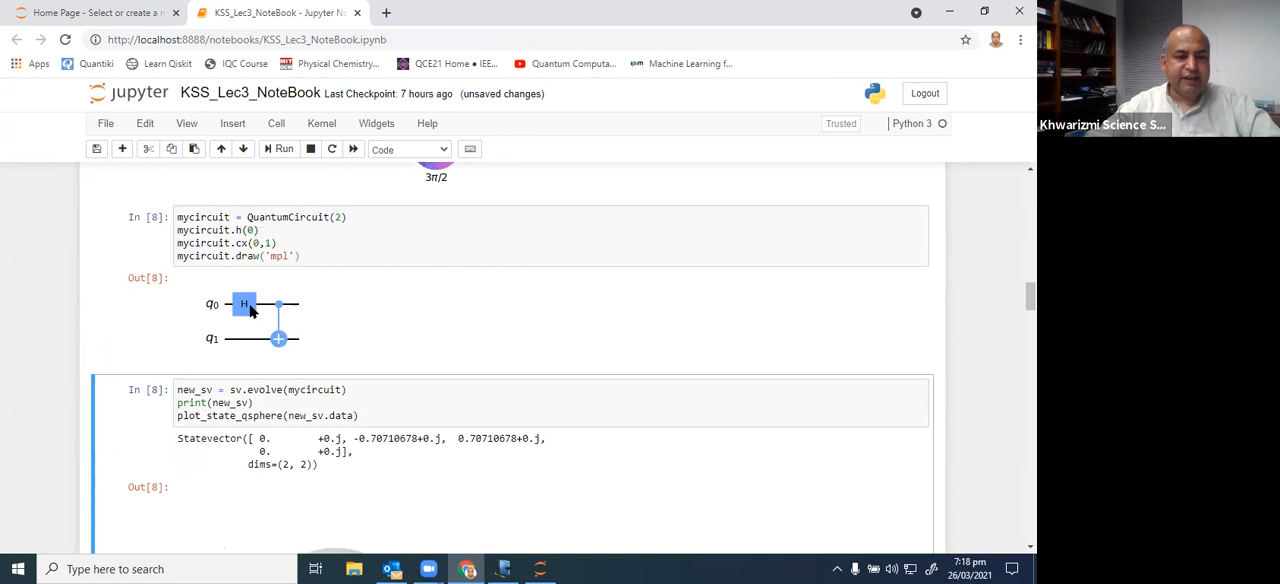 Home Page - Select or create a n
KSS_Lec3_NoteBook - Jupyter No
http://localhost:8888/notebooks/KSS_Lec3_NoteBook.ipynb
Apps
Quantiki
Learn Qiskit
IQC Course
MIT
Physical Chemistry...
QCE21 Home • IEE...
Quantum Computa...
Machine Learning f...
jupyter
KSS_Lec3_NoteBook Last Checkpoint: 7 hours ago (unsaved changes)
Logout
File Edit View Insert Cell Kernel Widgets Help
Trusted
Python 3
Run
Code
3π/2
In [8]: mycircuit = QuantumCircuit(2)
mycircuit.h(0)
mycircuit.cx(0,1)
mycircuit.draw('mpl')
Out[8]:
q0 H
q1
In [8]: new_sv = sv.evolve(mycircuit)
print(new_sv)
plot_state_qsphere(new_sv.data)
Statevector([ 0. +0.j, -0.70710678+0.j, 0.70710678+0.j,
0. +0.j],
dims=(2, 2))
Out[8]:
Khwarizmi Science S...
Type here to search
7:18 pm
26/03/2021